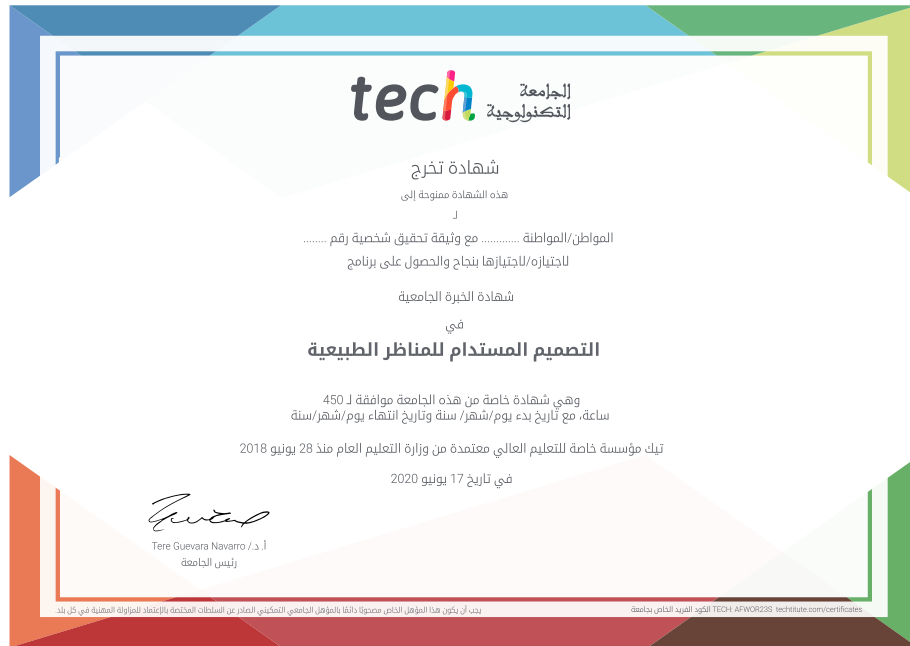 tech الجامعة
التكنولوجية
شهادة تخرج
هذه الشهادة ممنوحة إلى
لـ
المواطن/المواطنة ............ مع وثيقة تحقيق شخصية رقم ........
لاجتيازه/لاجتيازها بنجاح والحصول على برنامج
شهادة الخبرة الجامعية
في
التصميم المستدام للمناظر الطبيعية
وهي شهادة خاصة من هذه الجامعة موافقة لـ 450
ساعة، مع تاريخ بدء يوم/شهر/ سنة وتاريخ انتهاء يوم/شهر/سنة
تيك مؤسسة خاصة للتعليم العالي معتمدة من وزارة التعليم العام منذ 28 يونيو 2018
في تاريخ 17 يونيو 2020
أ. د./ Tere Guevara Navarro
رئيس الجامعة
يجب أن يكون هذا المؤهل الخاص مصحوبًا دائمًا بالمؤهل الجامعي التمكيني الصادر عن السلطات المختصة بالإعتماد للمزاولة المهنية في كل بلد.
الكود الفريد الخاص بجامعة TECH: AFWOR23S techtitute.com/certificates